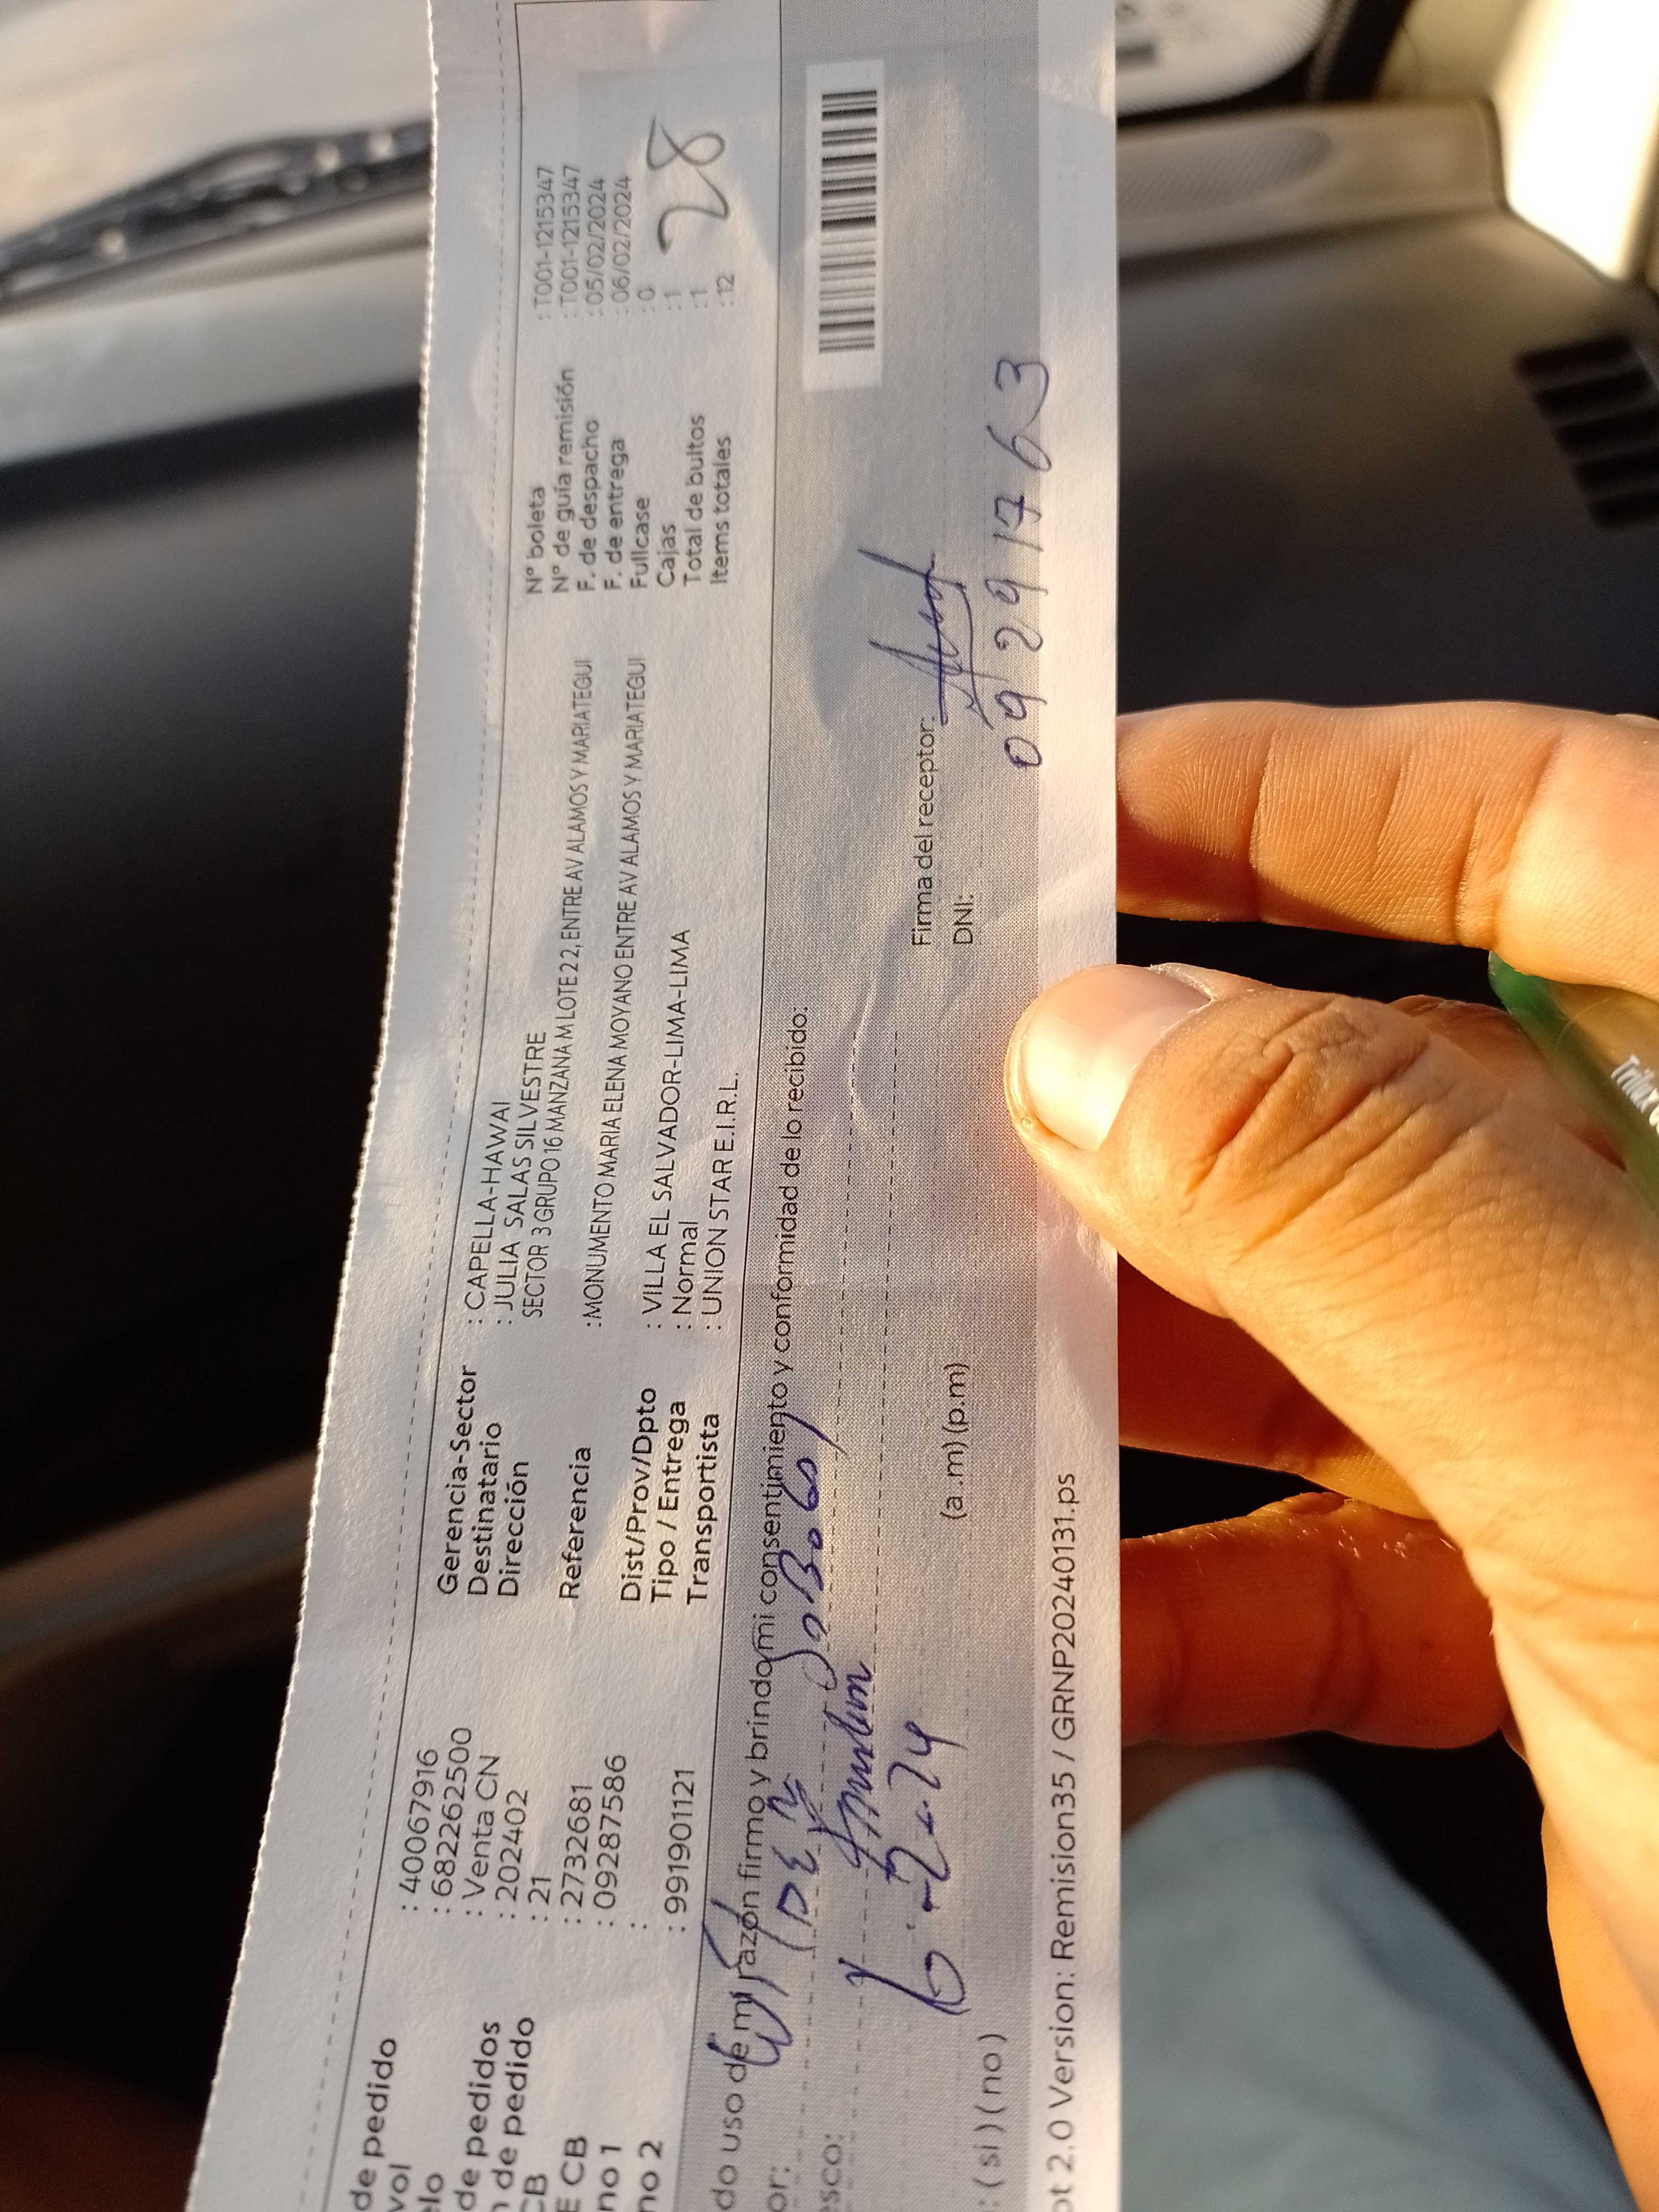 de pedido : 40067916
vol : 6822262500
elo : Venta CN
de pedidos : 202402
n de pedido : 21
CB : 27732681
E CB : 09287586
no 1 :
no 2 : 991901121
Gerencia-Sector : CAPELLA-HAWAI
Destinatario : JULIA SALAS SILVESTRE
Dirección SECTOR 3 GRUPO 16 MANZANA M LOTE 22, ENTRE AV ALAMOS Y MARIATEGUI
Referencia : MONUMENTO MARIA ELENA MOYANO ENTRE AV ALAMOS Y MARIATEGUI
Dist/Prov/Dpto : VILLA EL SALVADOR-LIMA-LIMA
Tipo / Entrega : Normal
Transportista : UNION STAR E.I.R.L.
N° boleta : T001-1215347
N° de guía remisión : T001-1215347
F. de despacho : 05/02/2024
F. de entrega : 06/02/2024
Fullcase : 0
Cajas : 1
Total de bultos : 1
Items totales : 12
28
do uso de mi razón firmo y brindo mi consentimiento y conformidad de lo recibido:
or:
esco:
6-2-24
: (si) (no)
(a.m) (p.m)
Firma del receptor:
DNI: 09291763
pt 2.0 Version: Remision35 / GRNP20240131.ps
Trilux